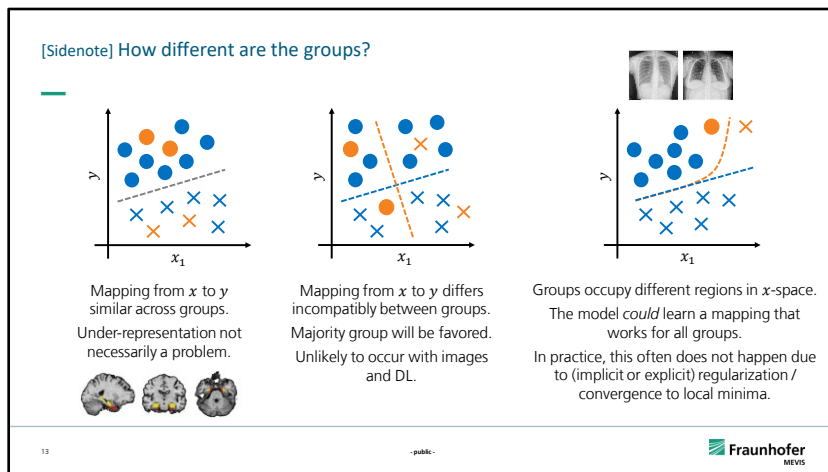 [Sidenote] How different are the groups?
y
x₁
Mapping from x to y
similar across groups.
Under-representation not
necessarily a problem.
y
x₁
Mapping from x to y differs
incompatibly between groups.
Majority group will be favored.
Unlikely to occur with images
and DL.
y
x₁
Groups occupy different regions in x-space.
The model could learn a mapping that
works for all groups.
In practice, this often does not happen due
to (implicit or explicit) regularization /
convergence to local minima.
13
- public -
Fraunhofer
MEVIS